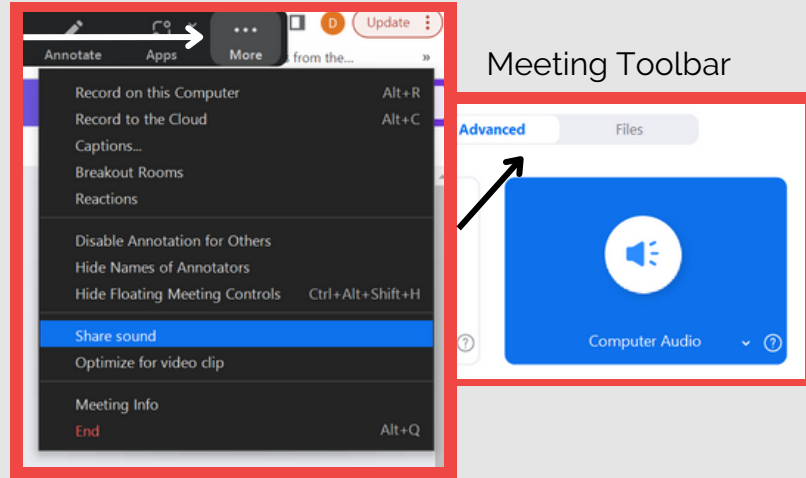 D Update
Annotate Apps More from the... »
Record on this Computer Alt+R
Record to the Cloud Alt+C
Captions...
Breakout Rooms
Reactions
Disable Annotation for Others
Hide Names of Annotators
Hide Floating Meeting Controls Ctrl+Alt+Shift+H
Share sound
Optimize for video clip
Meeting Info
End Alt+Q
Meeting Toolbar
Advanced Files
? Computer Audio ?